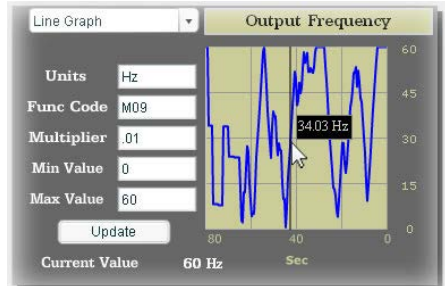 Line Graph
Output Frequency
Units Hz
Func Code M09
Multiplier .01
Min Value 0
Max Value 60
Update
Current Value 60 Hz
60
45
30
15
0
34.03 Hz
80 40 0
Sec